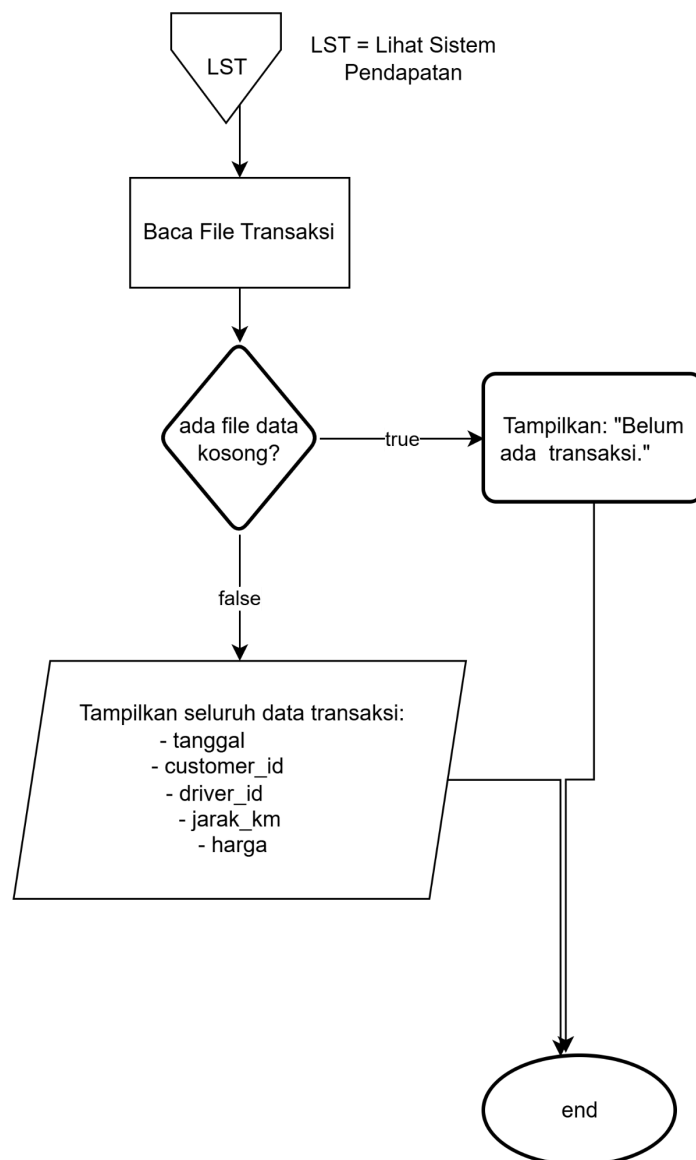 LST
LST = Lihat Sistem
Pendapatan
Baca File Transaksi
ada file data
kosong?
true
Tampilkan: "Belum
ada transaksi."
false
Tampilkan seluruh data transaksi:
- tanggal
- customer_id
- driver_id
- jarak_km
- harga
end